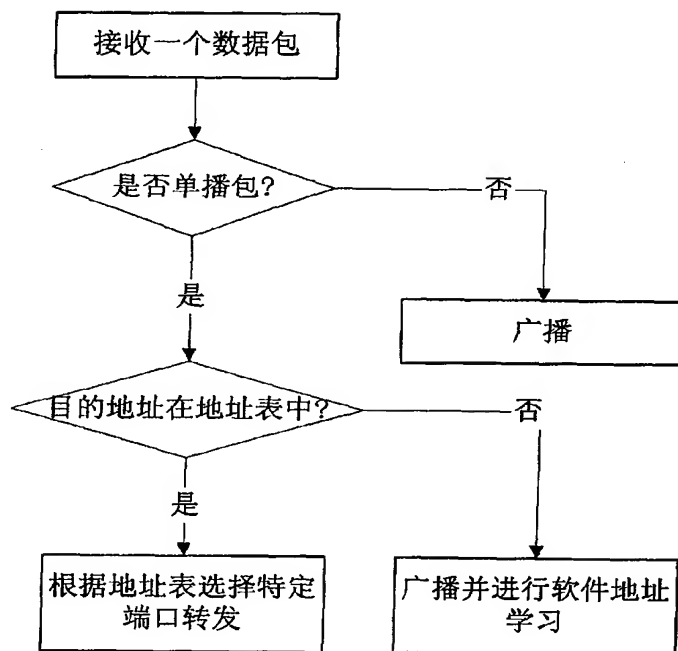 接收一个数据包
是否单播包?
否
是
广播
目的地址在地址表中?
否
是
根据地址表选择特定
端口转发
广播并进行软件地址
学习